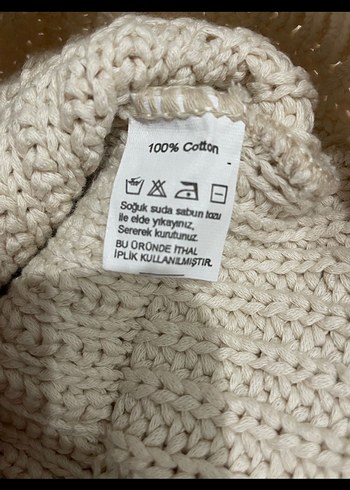 100% Cotton
Soğuk suda sabun tozu
ile elde yıkayınız,
Sererek kurutunuz.
BU ÜRÜNDE İTHAL
İPLİK KULLANILMIŞTIR.